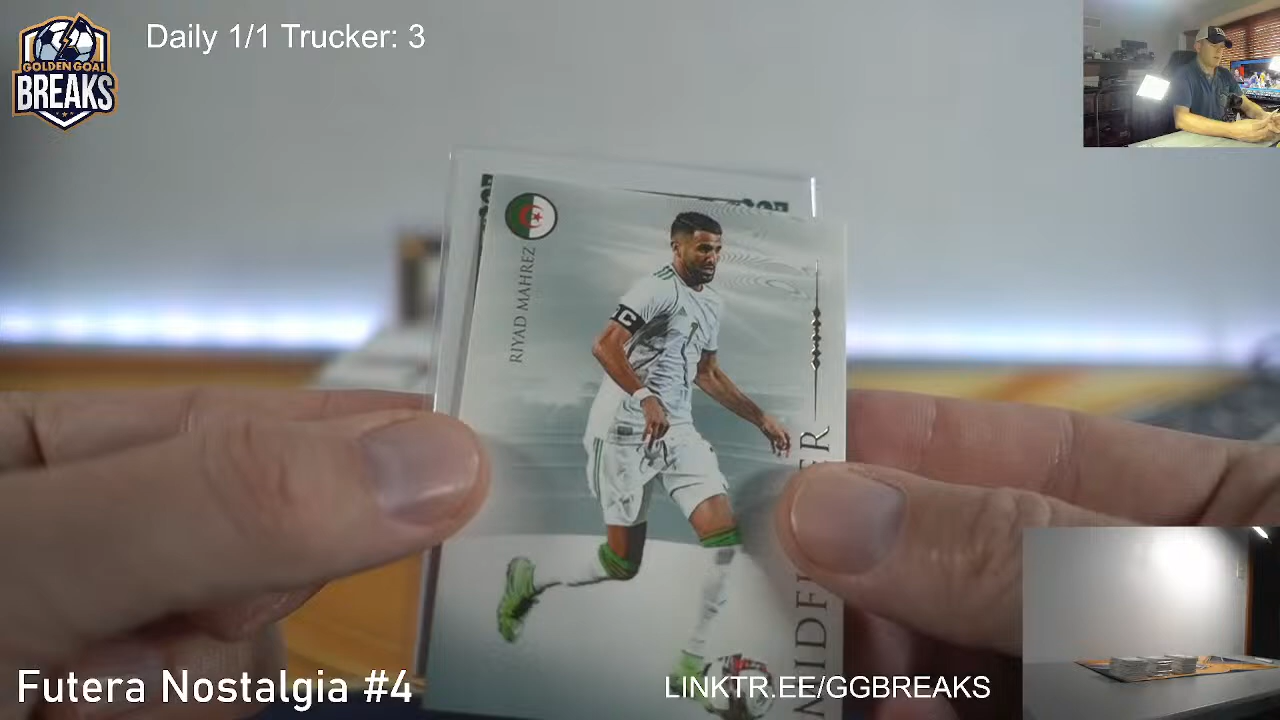 Daily 1/1 Trucker: 3
GOLDEN GOAL
BREAKS
RIYAD MAHREZ
C
Futera Nostalgia #4
LINKTR.EE/GGBREAKS